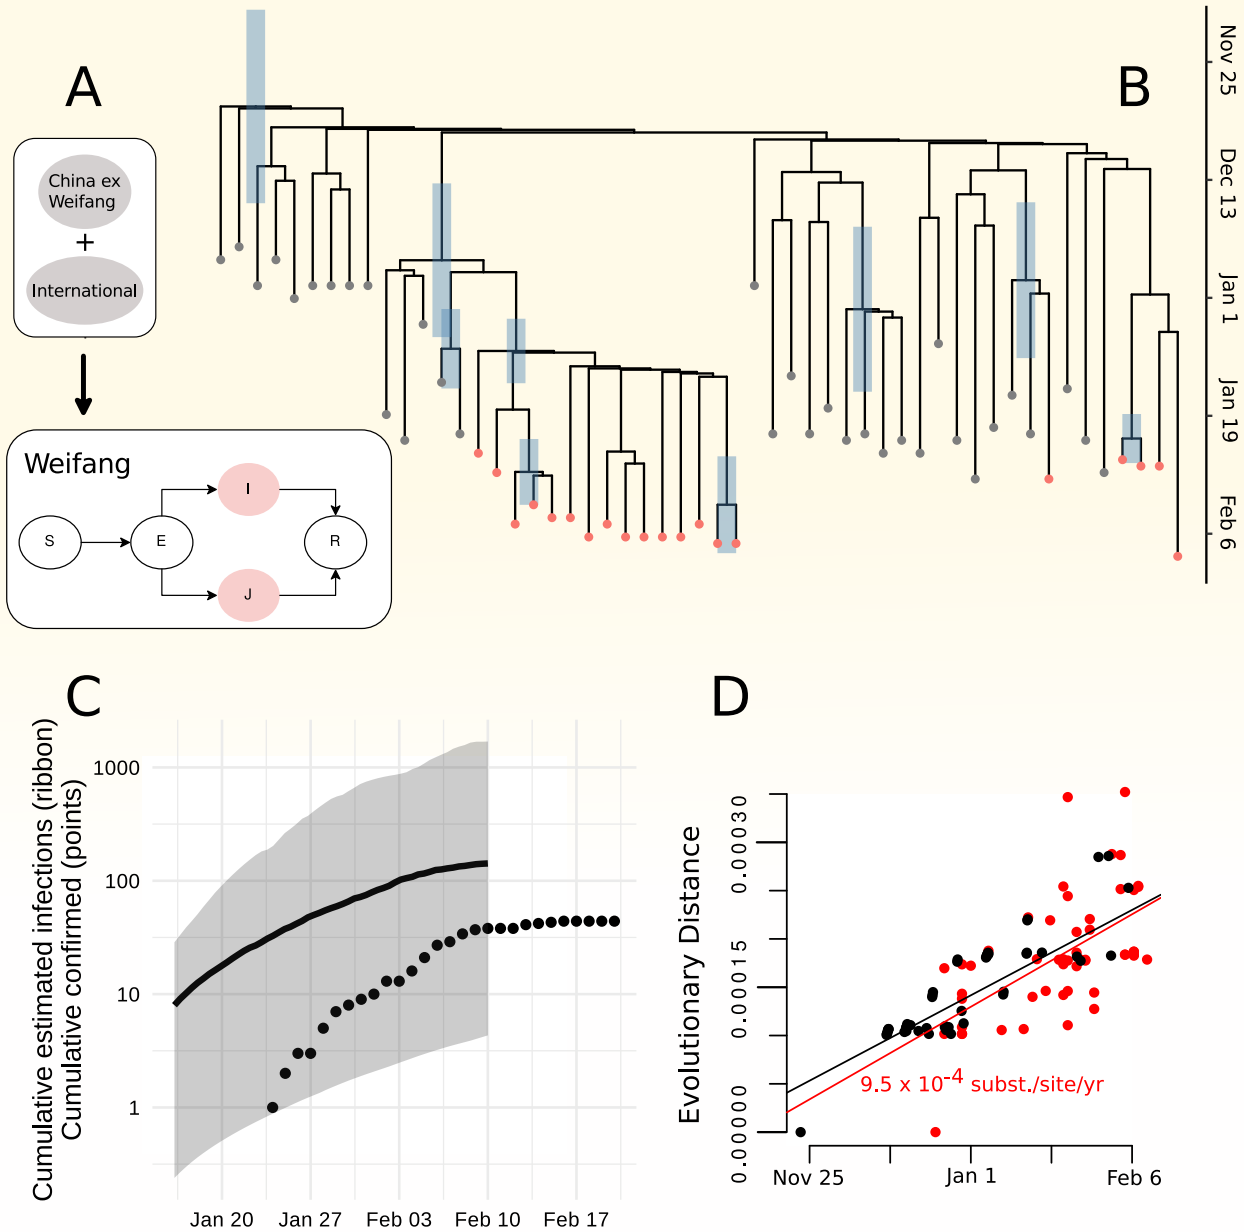 A
China ex
Weifang
+
International
Weifang
S
E
I
J
R
B
Nov 25
Dec 13
Jan 1
Jan 19
Feb 6
C
Cumulative estimated infections (ribbon)
Cumulative confirmed (points)
1000
100
10
1
Jan 20
Jan 27
Feb 03
Feb 10
Feb 17
D
Evolutionary Distance
0.00030
0.00015
0.00000
9.5 x 10⁻⁴ subst./site/yr
Nov 25
Jan 1
Feb 6